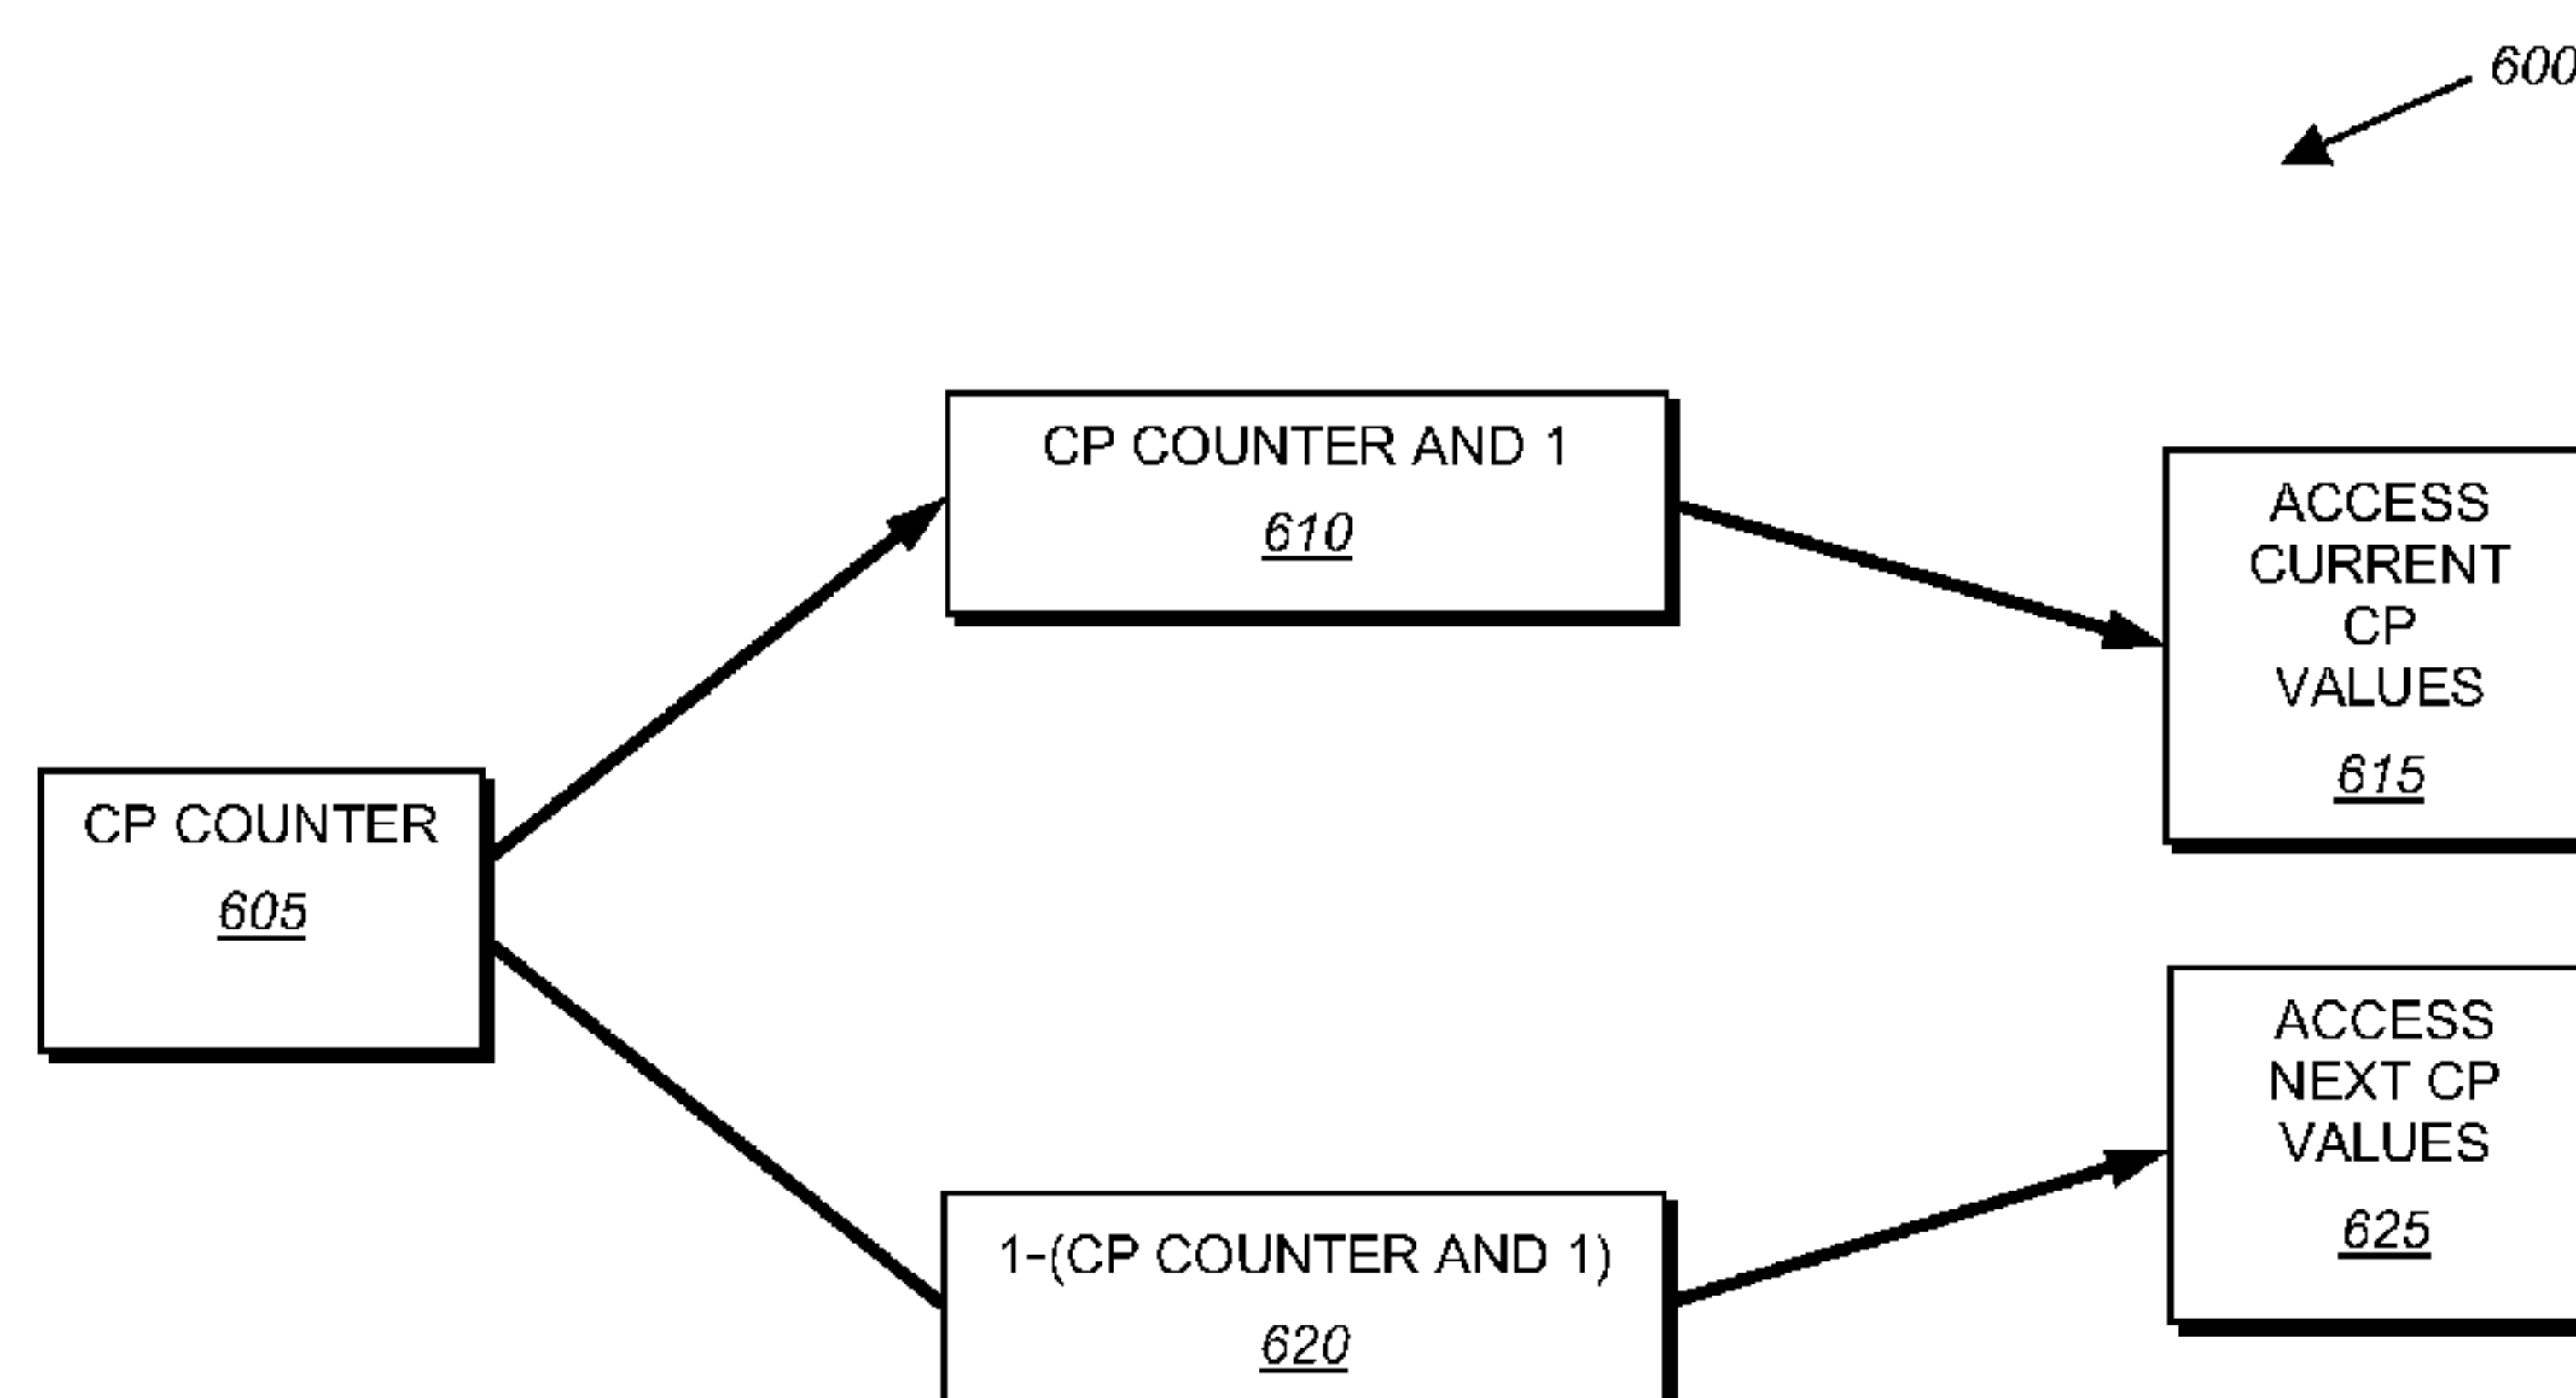 600
CP COUNTER AND 1
610
ACCESS
CURRENT
CP
VALUES
615
CP COUNTER
605
ACCESS
NEXT CP
VALUES
625
1-(CP COUNTER AND 1)
620